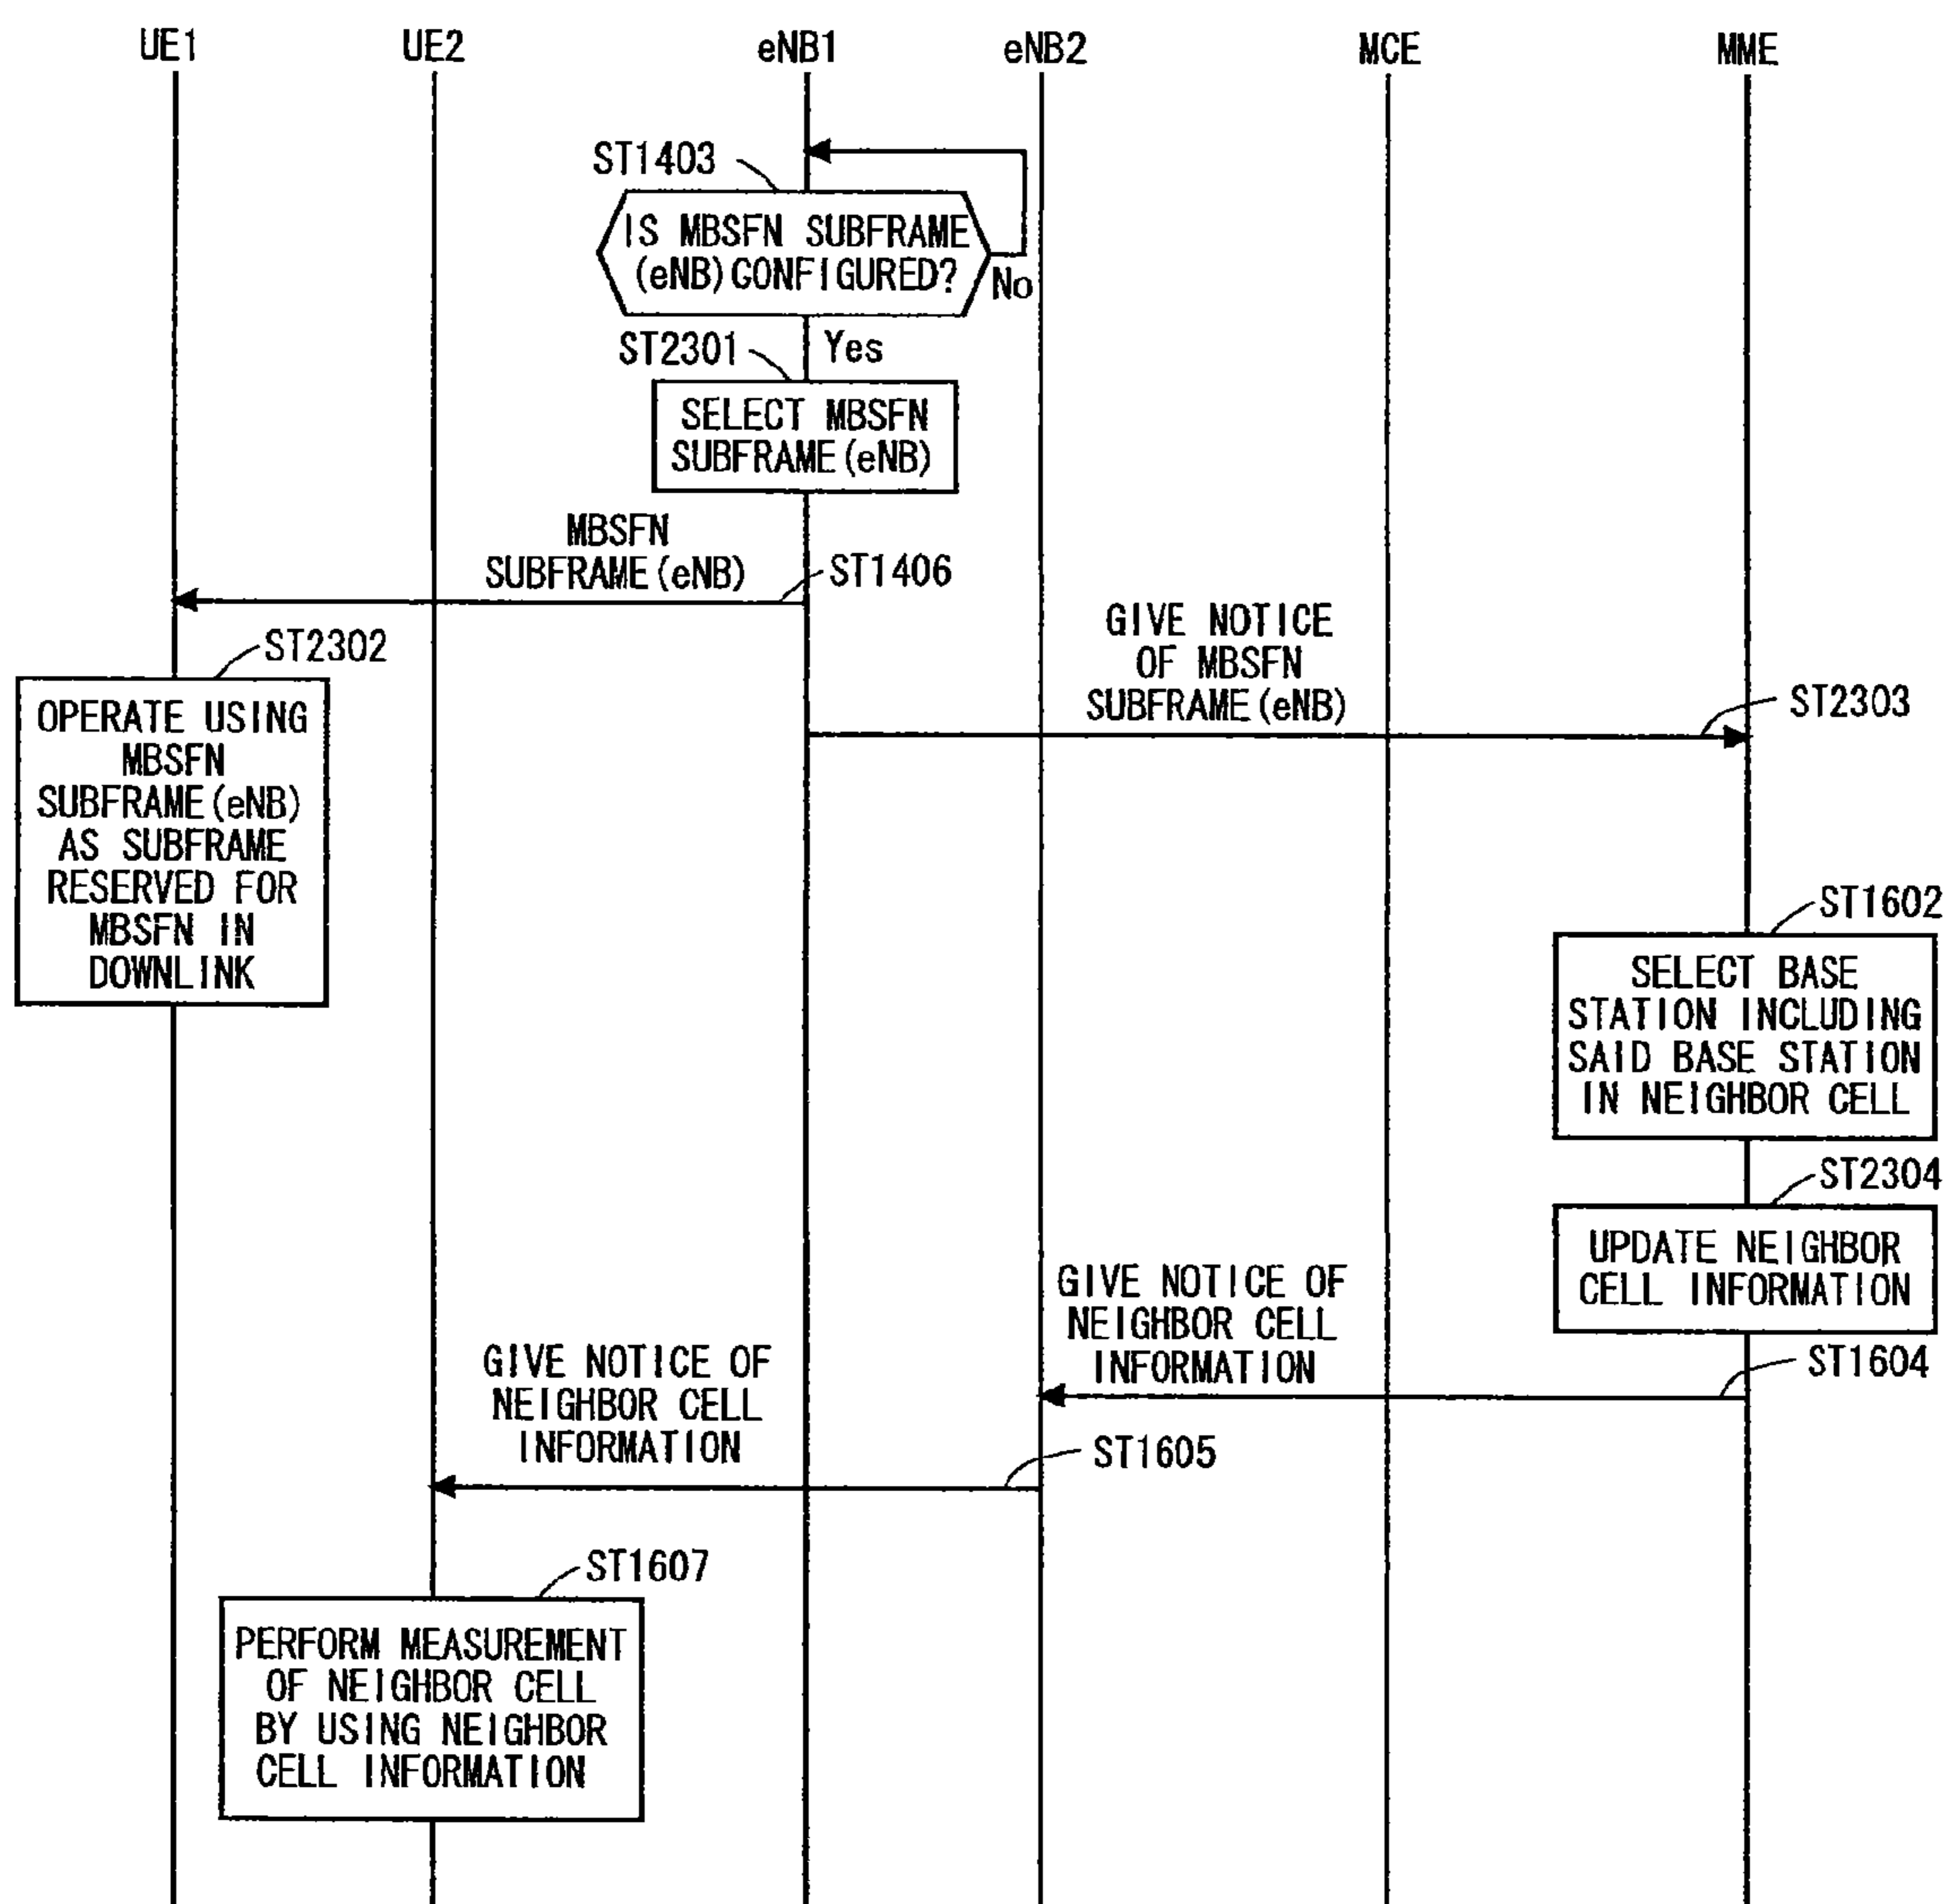 UE1
UE2
eNB1
eNB2
MCE
MME
ST1403
IS MBSFN SUBFRAME
(eNB)CONFIGURED?
No
ST2301
Yes
SELECT MBSFN
SUBFRAME(eNB)
MBSFN
SUBFRAME(eNB)
ST1406
ST2302
OPERATE USING
MBSFN
SUBFRAME(eNB)
AS SUBFRAME
RESERVED FOR
MBSFN IN
DOWNLINK
GIVE NOTICE
OF MBSFN
SUBFRAME(eNB)
ST2303
ST1602
SELECT BASE
STATION INCLUDING
SAID BASE STATION
IN NEIGHBOR CELL
ST2304
UPDATE NEIGHBOR
CELL INFORMATION
GIVE NOTICE OF
NEIGHBOR CELL
INFORMATION
ST1604
GIVE NOTICE OF
NEIGHBOR CELL
INFORMATION
ST1605
ST1607
PERFORM MEASUREMENT
OF NEIGHBOR CELL
BY USING NEIGHBOR
CELL INFORMATION